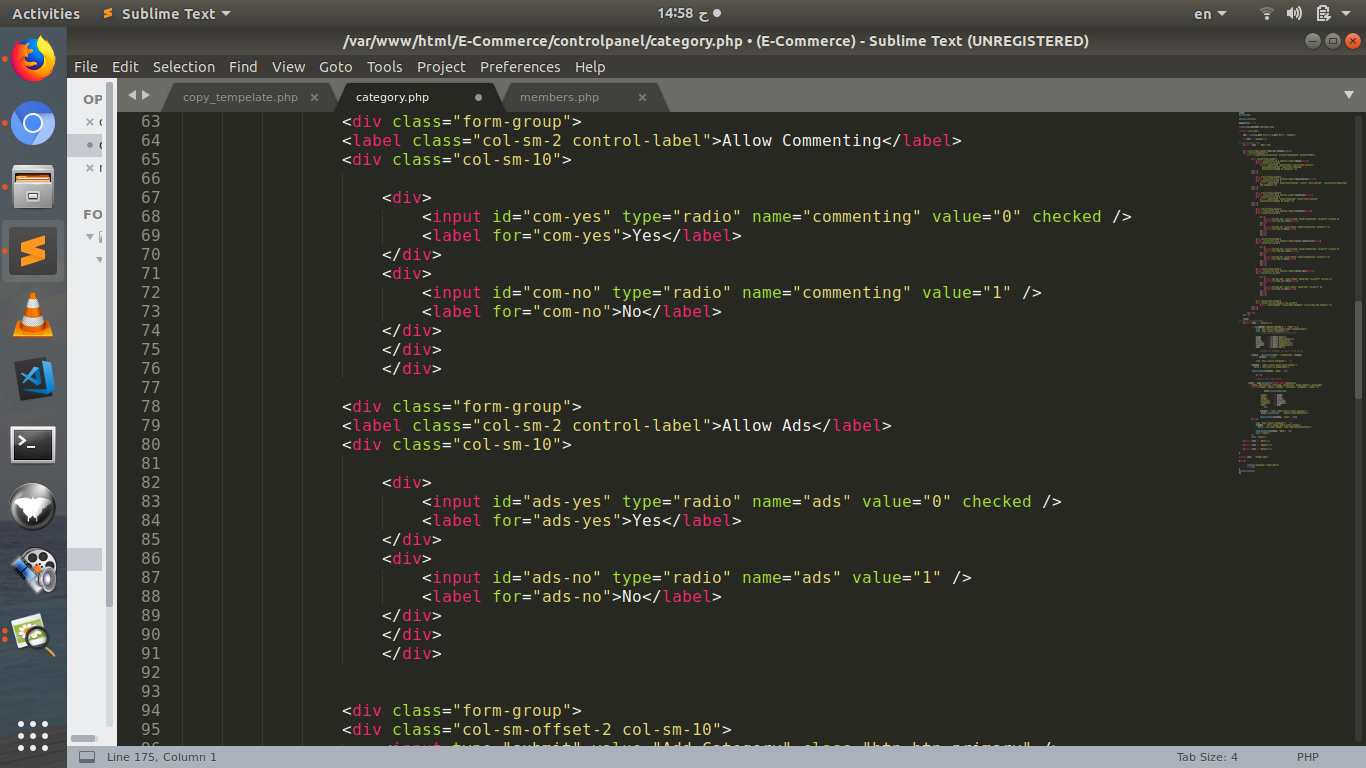 Activities
Sublime Text
14:58 ح
en
/var/www/html/E-Commerce/controlpanel/category.php • (E-Commerce) - Sublime Text (UNREGISTERED)
File Edit Selection Find View Goto Tools Project Preferences Help
OP
FO
copy_tempelate.php
category.php
members.php
63 <div class="form-group">
64 <label class="col-sm-2 control-label">Allow Commenting</label>
65 <div class="col-sm-10">
66
67 <div>
68 <input id="com-yes" type="radio" name="commenting" value="0" checked />
69 <label for="com-yes">Yes</label>
70 </div>
71 <div>
72 <input id="com-no" type="radio" name="commenting" value="1" />
73 <label for="com-no">No</label>
74 </div>
75 </div>
76 </div>
77
78 <div class="form-group">
79 <label class="col-sm-2 control-label">Allow Ads</label>
80 <div class="col-sm-10">
81
82 <div>
83 <input id="ads-yes" type="radio" name="ads" value="0" checked />
84 <label for="ads-yes">Yes</label>
85 </div>
86 <div>
87 <input id="ads-no" type="radio" name="ads" value="1" />
88 <label for="ads-no">No</label>
89 </div>
90 </div>
91 </div>
92
93
94 <div class="form-group">
95 <div class="col-sm-offset-2 col-sm-10">
96 <input type="submit" value="Add Category" class="btn btn-primary" /
Line 175, Column 1
Tab Size: 4
PHP